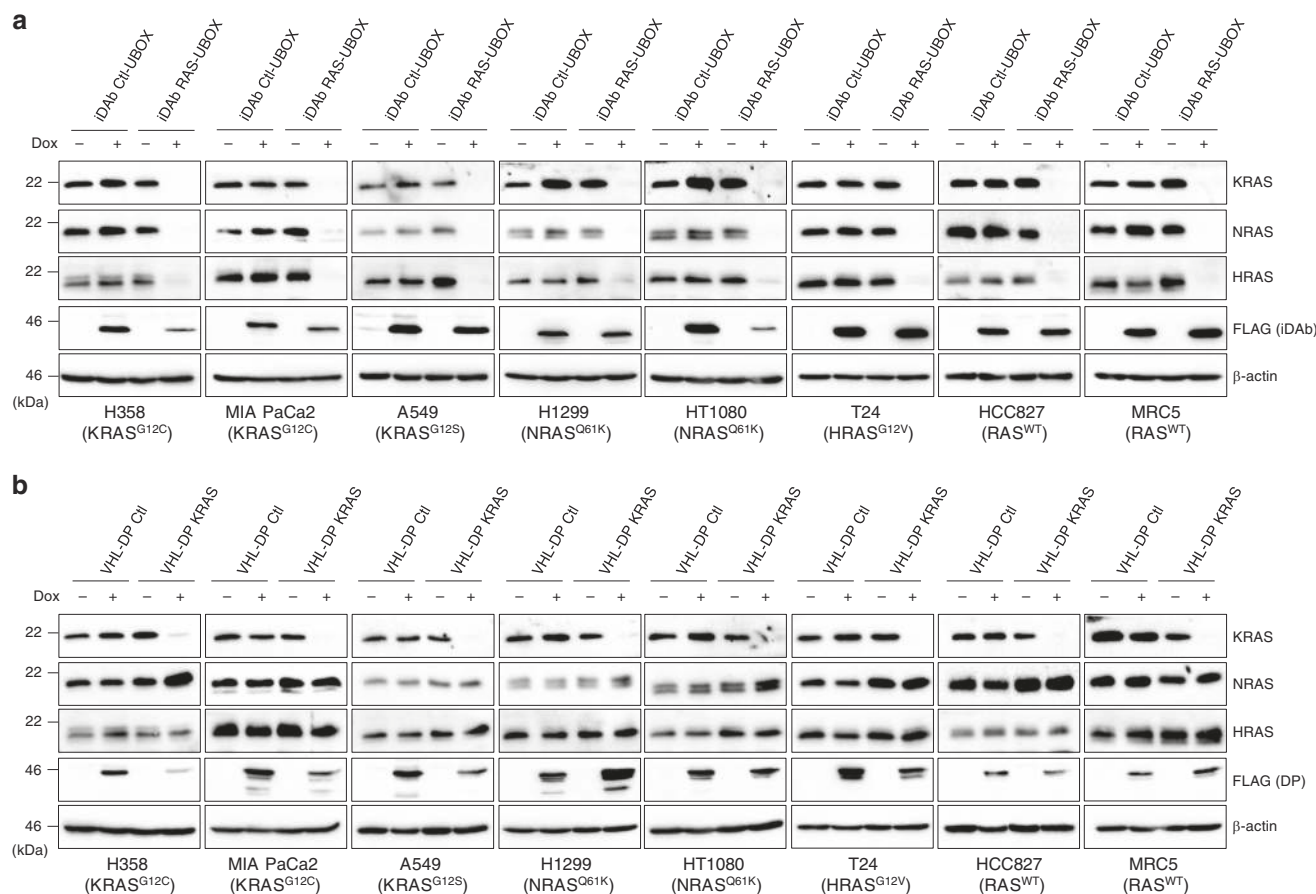 a
iDAb Ctl-UBOX iDAb RAS-UBOX iDAb Ctl-UBOX iDAb RAS-UBOX iDAb Ctl-UBOX iDAb RAS-UBOX iDAb Ctl-UBOX iDAb RAS-UBOX iDAb Ctl-UBOX iDAb RAS-UBOX iDAb Ctl-UBOX iDAb RAS-UBOX iDAb Ctl-UBOX iDAb RAS-UBOX iDAb Ctl-UBOX iDAb RAS-UBOX
Dox − + − + − + − + − + − + − + − + − + − + − + − + − + − + − + − +
22 KRAS
22 NRAS
22 HRAS
46 FLAG (iDAb)
46 β-actin
(kDa)
H358 MIA PaCa2 A549 H1299 HT1080 T24 HCC827 MRC5
(KRASG12C) (KRASG12C) (KRASG12S) (NRASQ61K) (NRASQ61K) (HRASG12V) (RASWT) (RASWT)
b
VHL-DP Ctl VHL-DP KRAS VHL-DP Ctl VHL-DP KRAS VHL-DP Ctl VHL-DP KRAS VHL-DP Ctl VHL-DP KRAS VHL-DP Ctl VHL-DP KRAS VHL-DP Ctl VHL-DP KRAS VHL-DP Ctl VHL-DP KRAS VHL-DP Ctl VHL-DP KRAS
Dox − + − + − + − + − + − + − + − + − + − + − + − + − + − + − + − +
22 KRAS
22 NRAS
22 HRAS
46 FLAG (DP)
46 β-actin
(kDa)
H358 MIA PaCa2 A549 H1299 HT1080 T24 HCC827 MRC5
(KRASG12C) (KRASG12C) (KRASG12S) (NRASQ61K) (NRASQ61K) (HRASG12V) (RASWT) (RASWT)